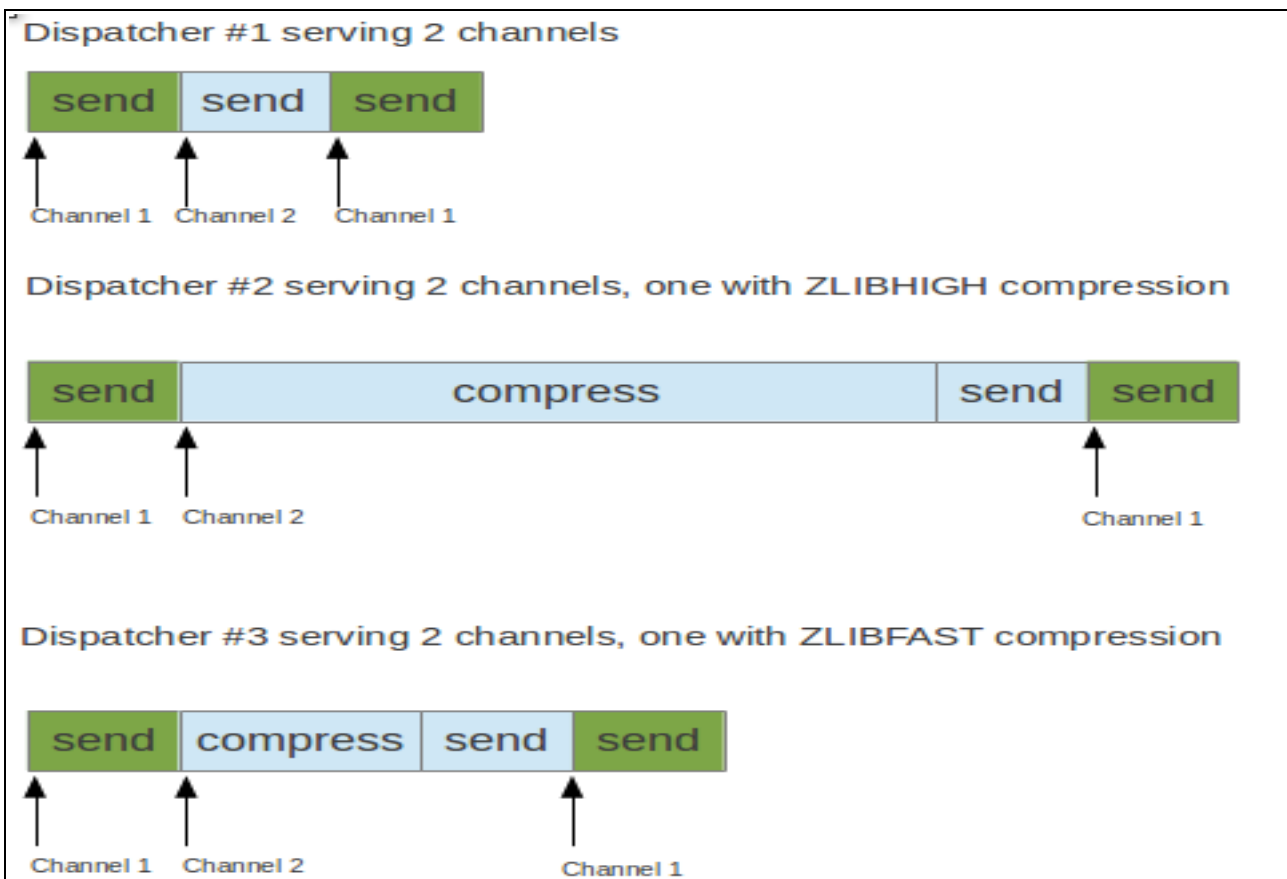 Dispatcher #1 serving 2 channels
send send send
Channel 1 Channel 2 Channel 1
Dispatcher #2 serving 2 channels, one with ZLIBHIGH compression
send compress send send
Channel 1 Channel 2 Channel 1
Dispatcher #3 serving 2 channels, one with ZLIBFAST compression
send compress send send
Channel 1 Channel 2 Channel 1